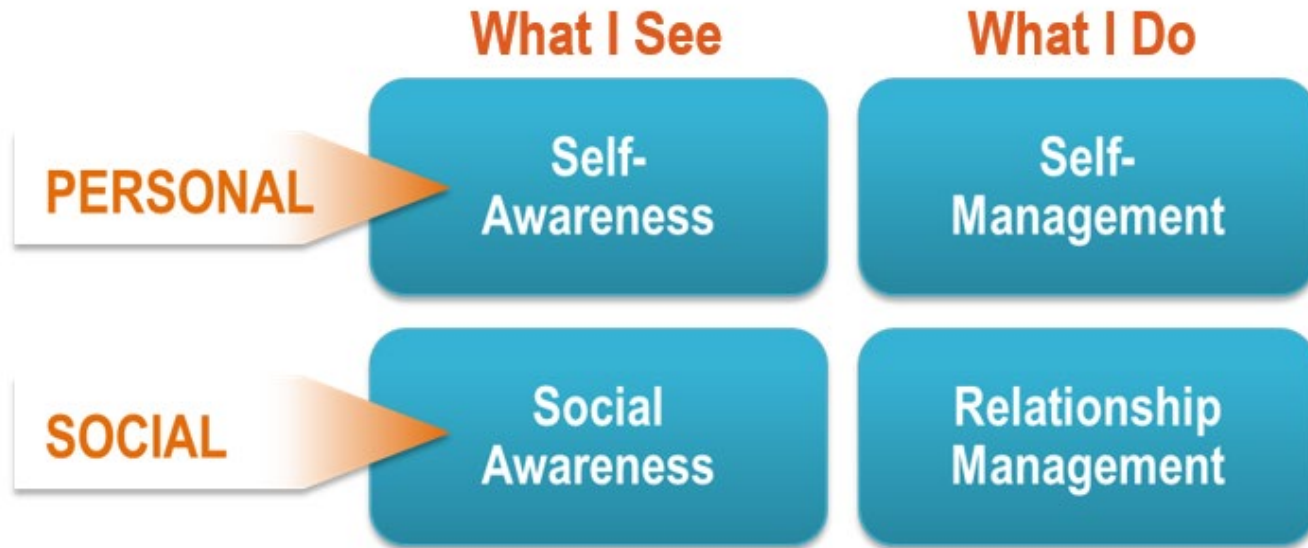 What I See
What I Do
PERSONAL
Self-
Awareness
Self-
Management
SOCIAL
Social
Awareness
Relationship
Management